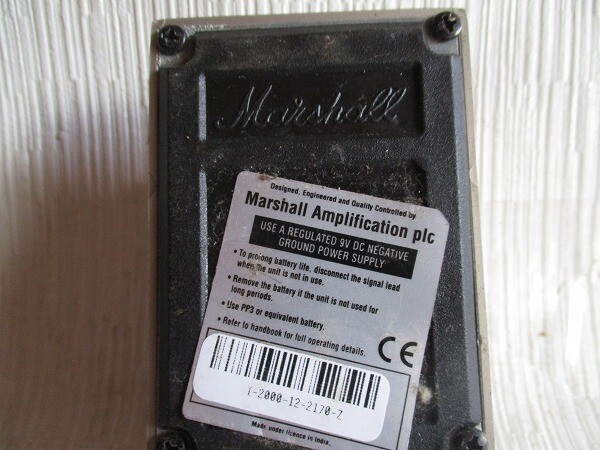 Marshall
Designed, Engineered and Quality Controlled by
Marshall Amplification plc
USE A REGULATED 9V DC NEGATIVE
GROUND POWER SUPPLY
• To prolong battery life, disconnect the signal lead
when the unit is not in use.
• Remove the battery if the unit is not used for
long periods.
• Use PP3 or equivalent battery.
• Refer to handbook for full operating details.
CE
T-2000-12-2170-Z
Made under licence in India.